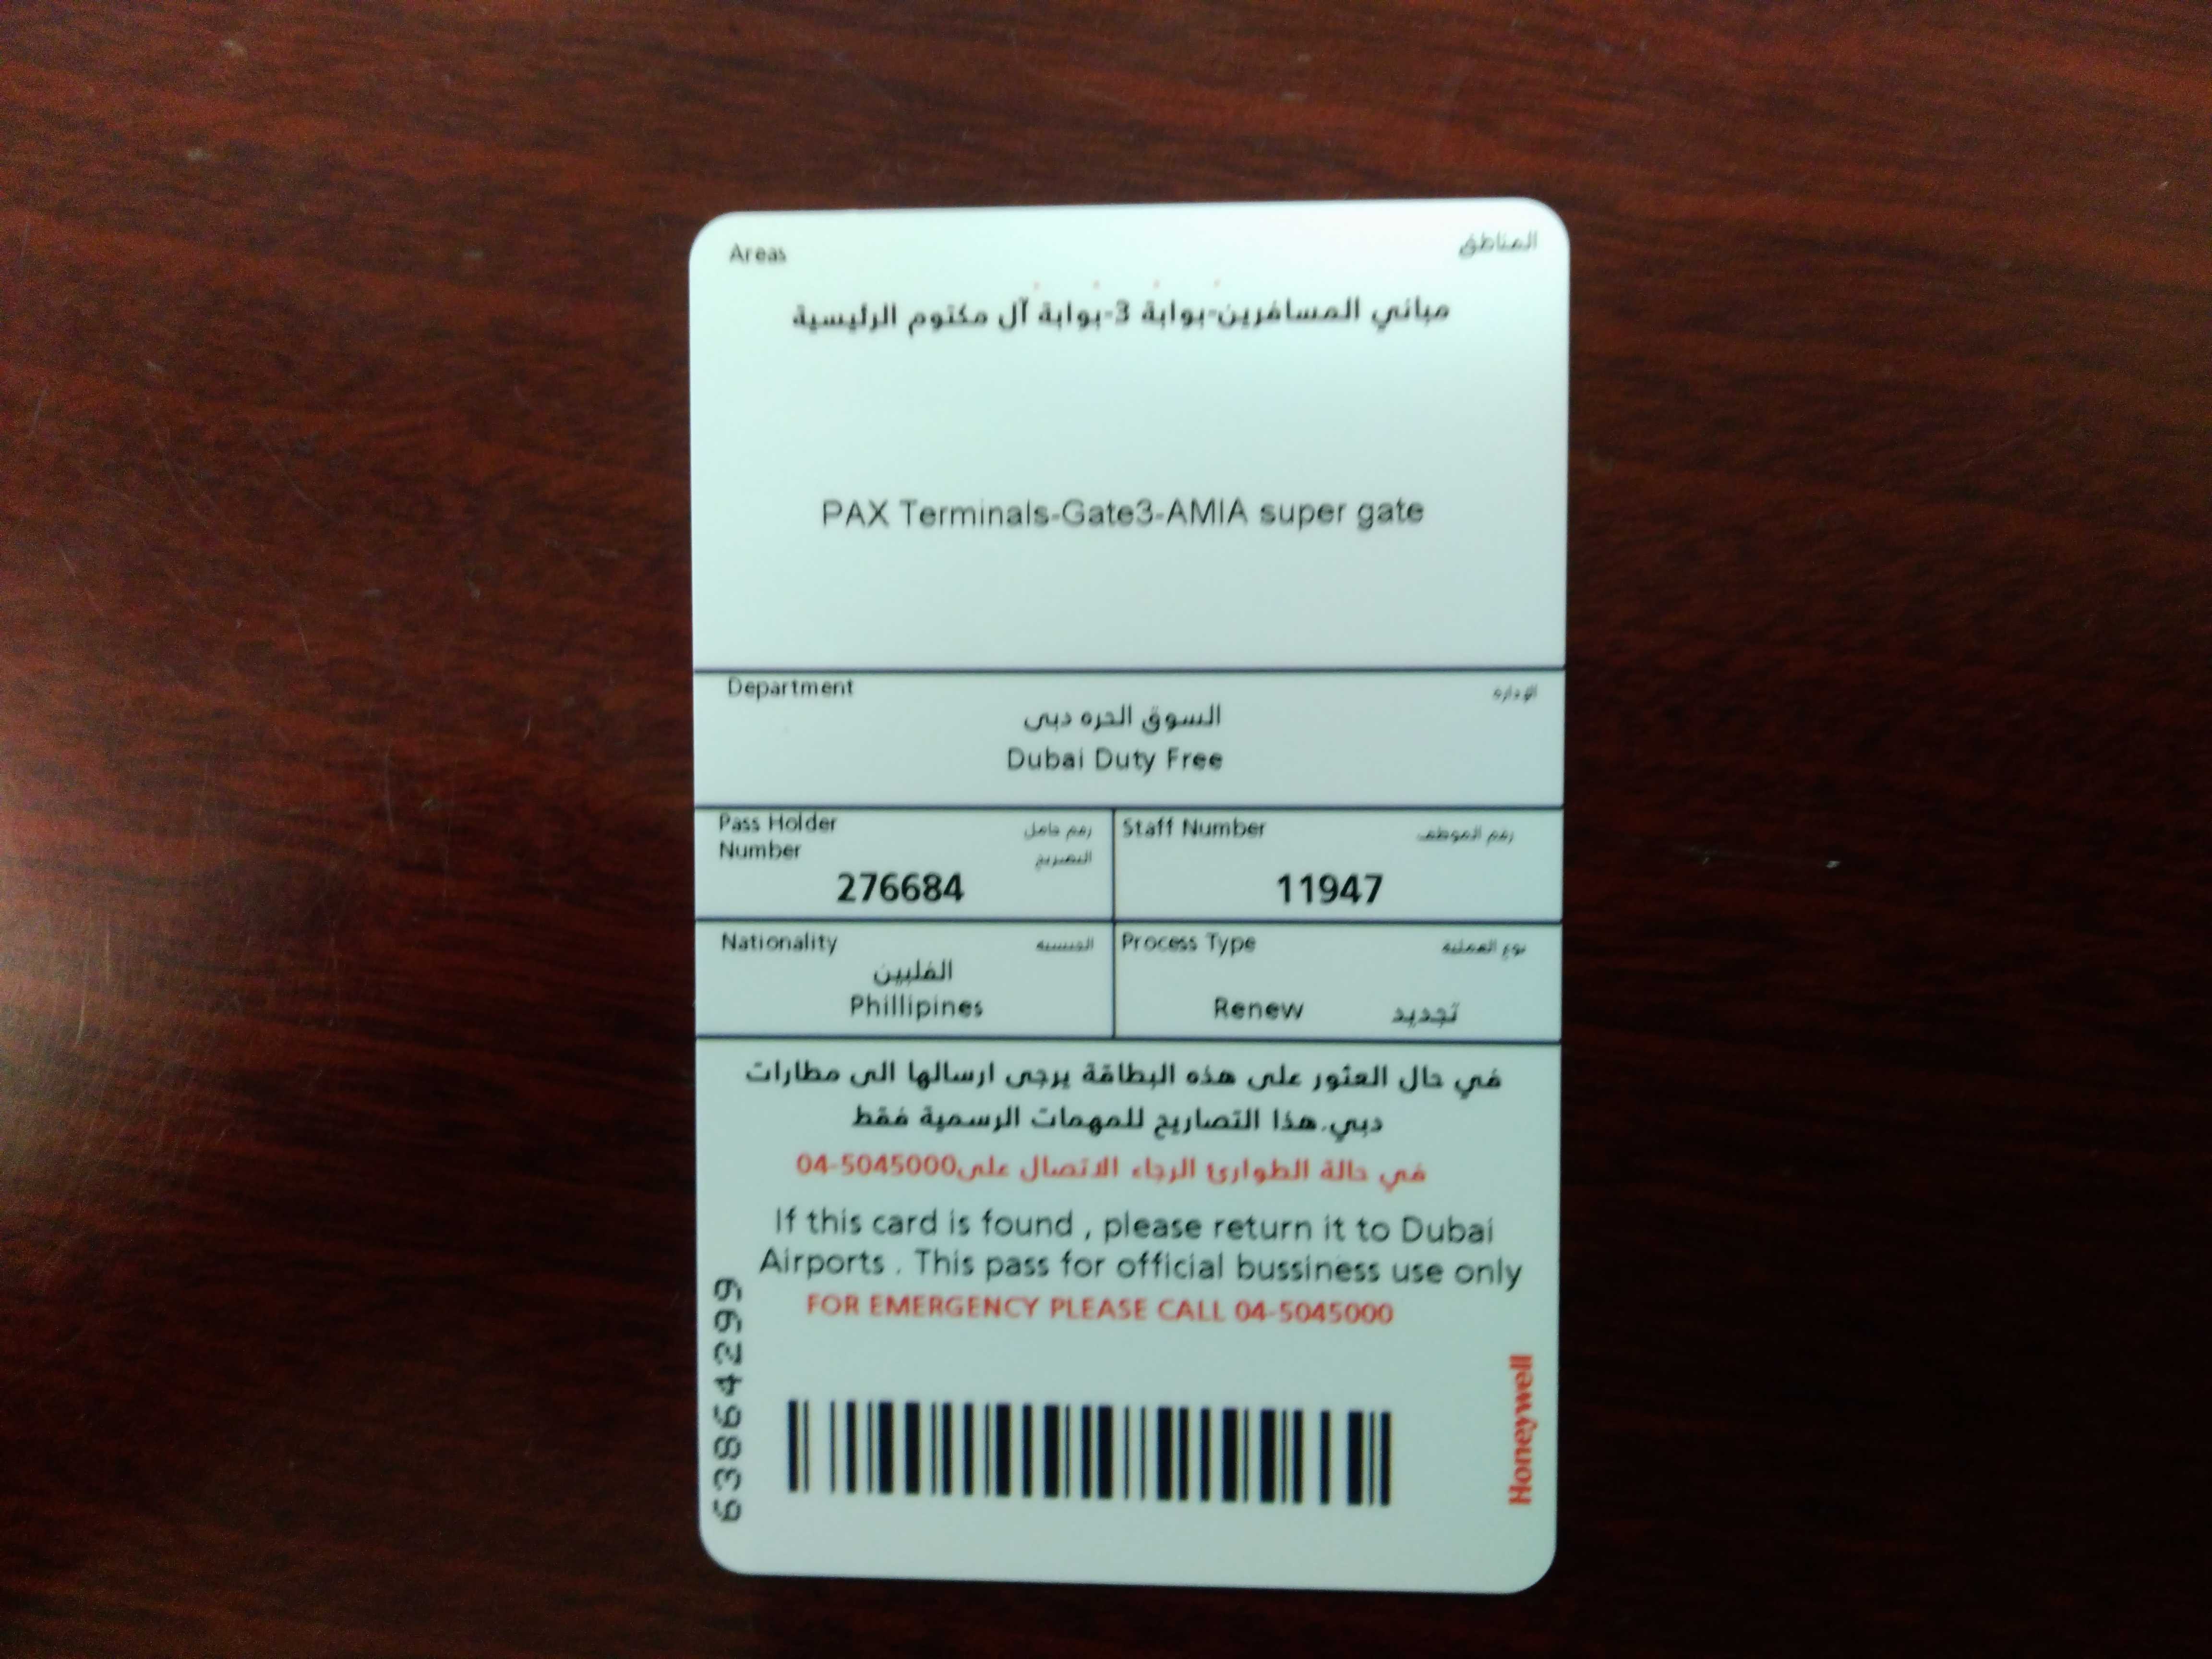 Areas المناطق
مباني المسافرين-بوابة 3-بوابة آل مكتوم الرئيسية
PAX Terminals-Gate3-AMIA super gate
Department الإدارة
السوق الحره دبى
Dubai Duty Free
Pass Holder رقم حامل
Number التصريح
276684
Staff Number رقم الموظف
11947
Nationality الجنسية
الفلبين
Phillipines
Process Type نوع العملية
Renew تجديد
في حال العثور على هذه البطاقة يرجى ارسالها الى مطارات
دبي.هذا التصاريح للمهمات الرسمية فقط
في حالة الطوارئ الرجاء الاتصال على04-5045000
If this card is found , please return it to Dubai
Airports . This pass for official bussiness use only
FOR EMERGENCY PLEASE CALL 04-5045000
63864299
Honeywell